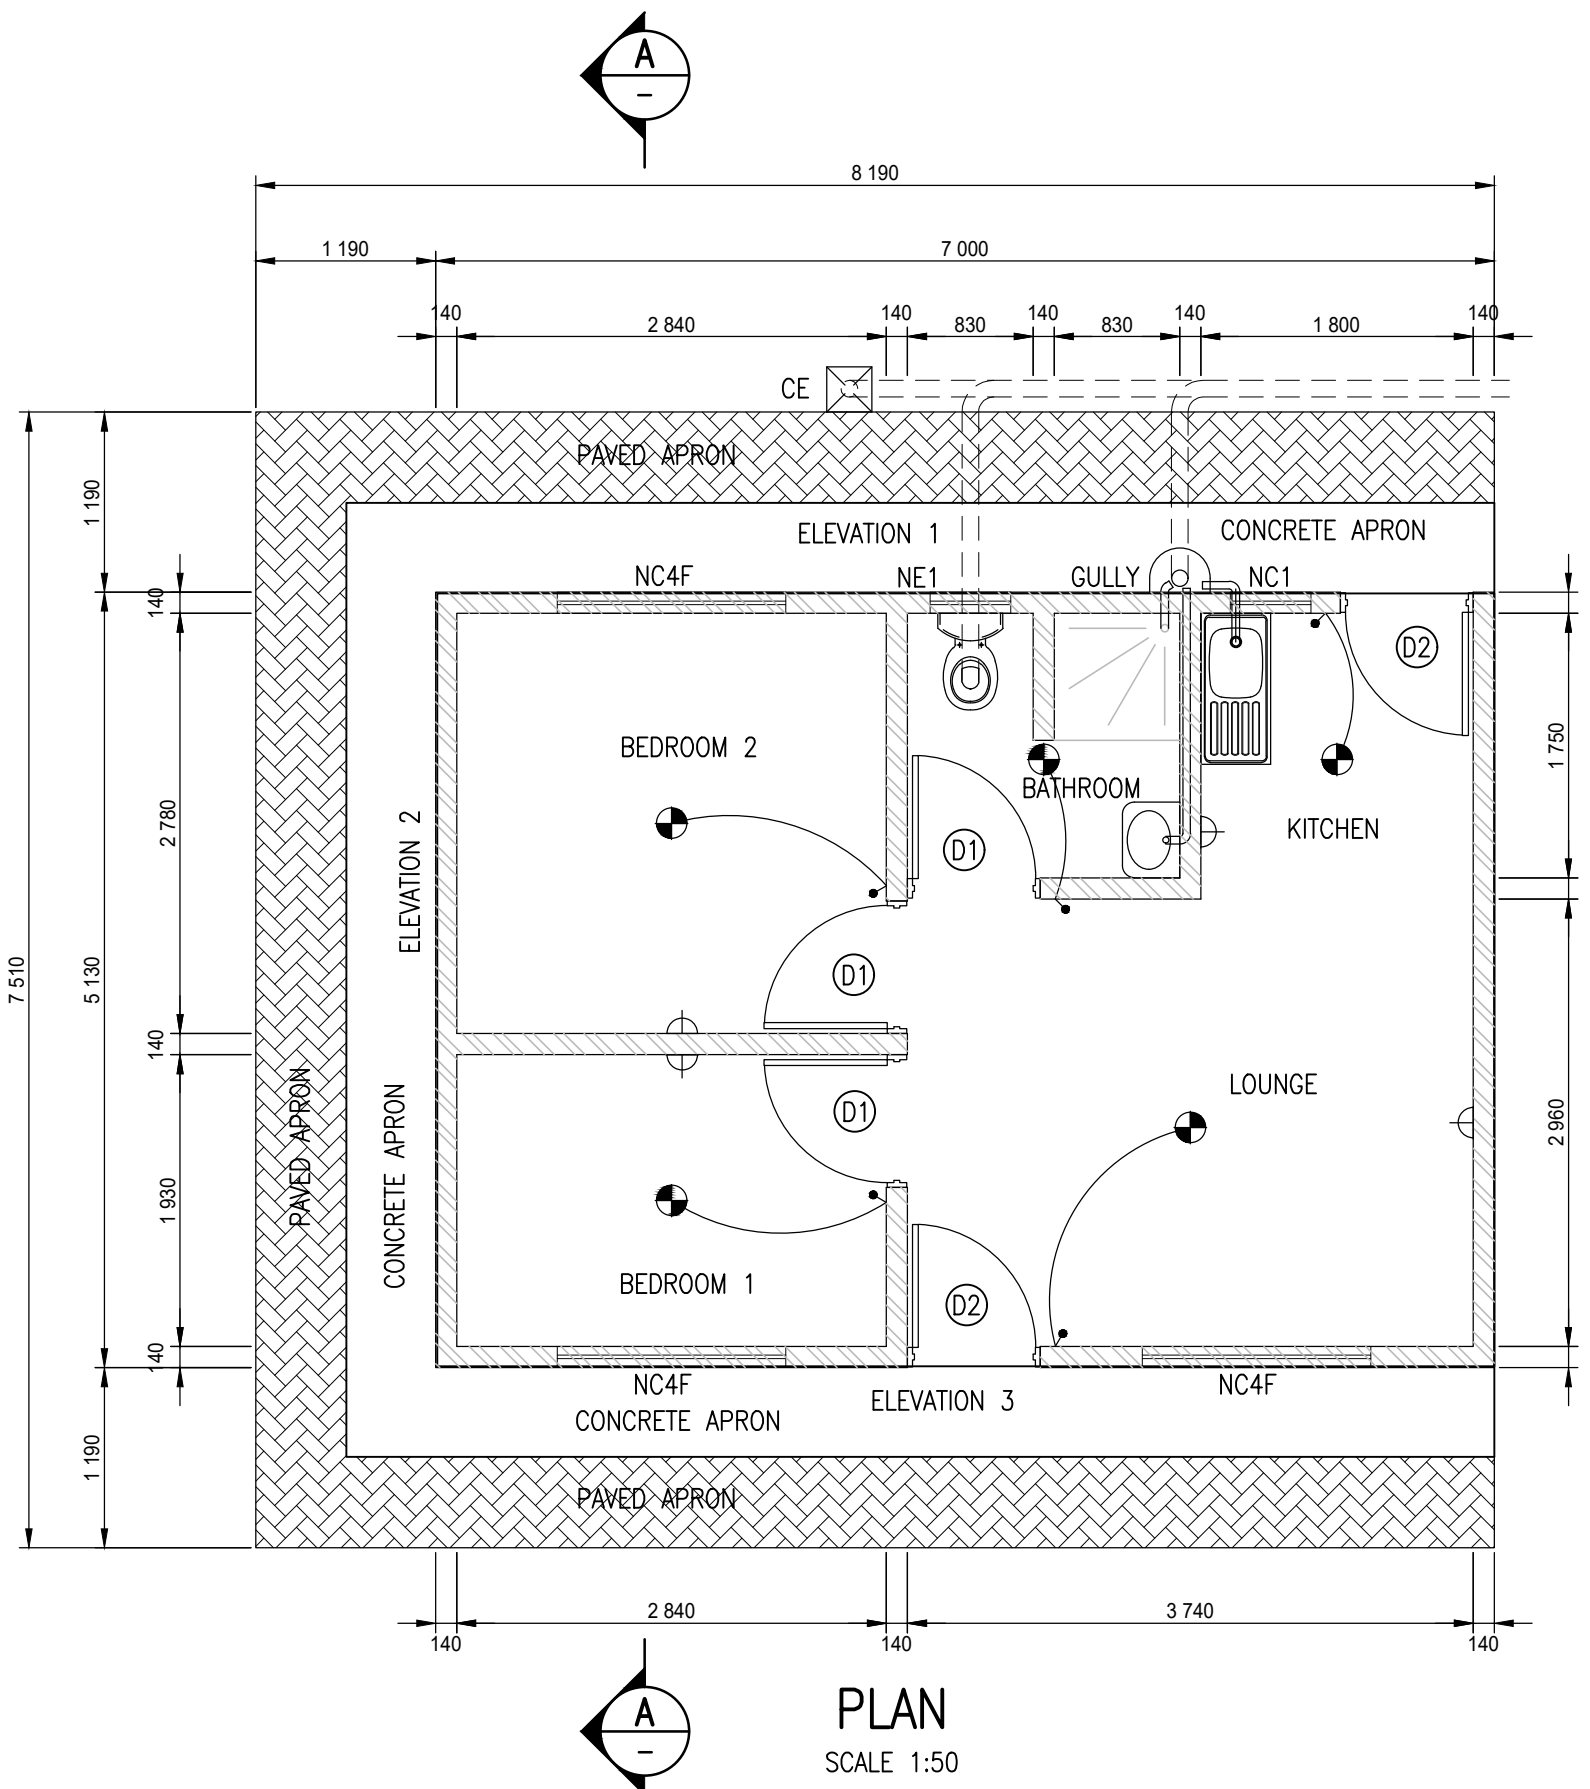 A
-
8 190
1 190
7 000
140
2 840
140
830
140
830
140
1 800
140
CE
PAVED APRON
ELEVATION 1
CONCRETE APRON
NC4F
NE1
GULLY
NC1
D2
BEDROOM 2
BATHROOM
KITCHEN
D1
D1
D1
LOUNGE
BEDROOM 1
D2
NC4F
NC4F
ELEVATION 3
CONCRETE APRON
PAVED APRON
ELEVATION 2
CONCRETE APRON
PAVED APRON
7 510
1 190
5 130
1 190
140
2 780
140
1 930
140
1 750
2 960
2 840
3 740
140
140
140
A
-
PLAN
SCALE 1:50